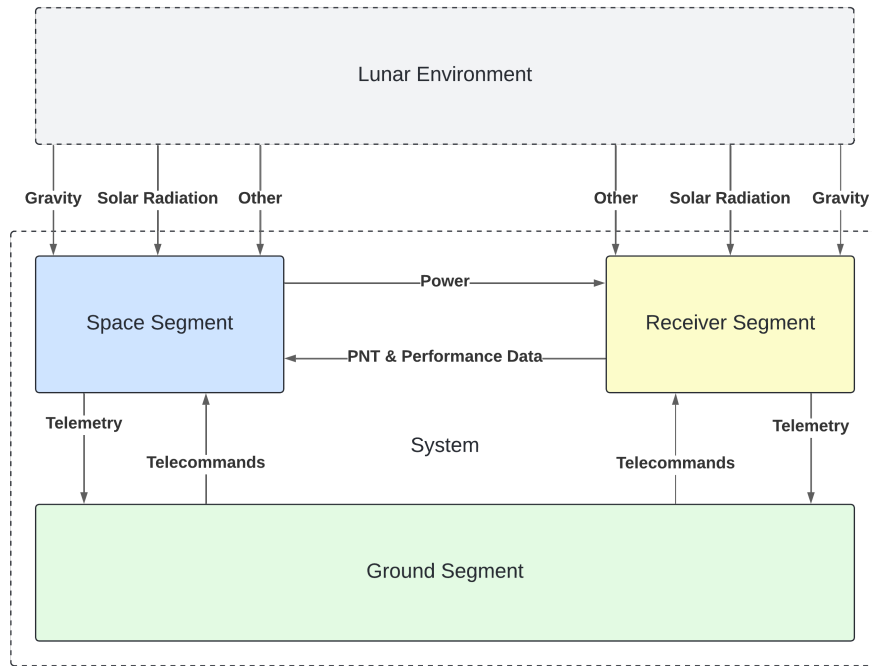 Lunar Environment
Gravity
Solar Radiation
Other
Other
Solar Radiation
Gravity
Space Segment
Power
PNT & Performance Data
Receiver Segment
Telemetry
Telecommands
System
Telecommands
Telemetry
Ground Segment